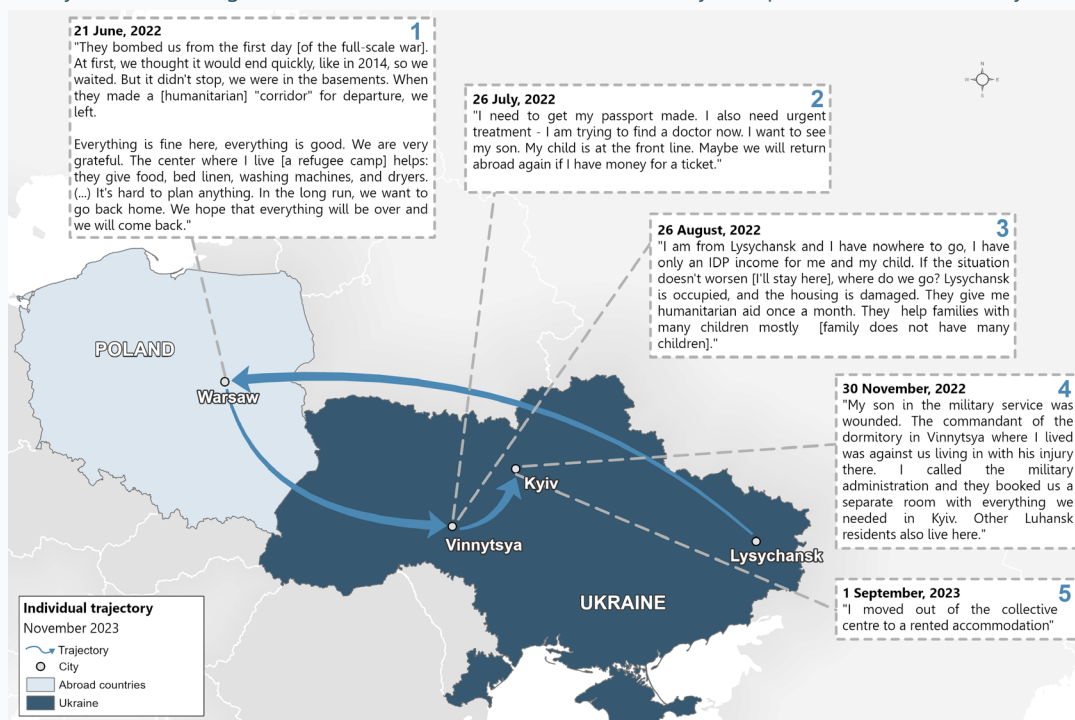 21 June, 2022
1
"They bombed us from the first day [of the full-scale war].
At first, we thought it would end quickly, like in 2014, so we
waited. But it didn't stop, we were in the basements. When
they made a [humanitarian] "corridor" for departure, we
left.
Everything is fine here, everything is good. We are very
grateful. The center where I live [a refugee camp] helps:
they give food, bed linen, washing machines, and dryers.
(...) It's hard to plan anything. In the long run, we want to
go back home. We hope that everything will be over and
we will come back."
26 July, 2022
2
"I need to get my passport made. I also need urgent
treatment - I am trying to find a doctor now. I want to see
my son. My child is at the front line. Maybe we will return
abroad again if I have money for a ticket."
26 August, 2022
3
"I am from Lysychansk and I have nowhere to go, I have
only an IDP income for me and my child. If the situation
doesn't worsen [I'll stay here], where do we go? Lysychansk
is occupied, and the housing is damaged. They give me
humanitarian aid once a month. They help families with
many children mostly [family does not have many
children]."
30 November, 2022
4
"My son in the military service was
wounded. The commandant of the
dormitory in Vinnytsya where I lived
was against us living in with his injury
there. I called the military
administration and they booked us a
separate room with everything we
needed in Kyiv. Other Luhansk
residents also live here."
1 September, 2023
5
"I moved out of the collective
centre to a rented accommodation"
N
W
E
S
POLAND
Warsaw
Kyiv
Vinnytsya
Lysychansk
UKRAINE
Individual trajectory
November 2023
Trajectory
City
Abroad countries
Ukraine